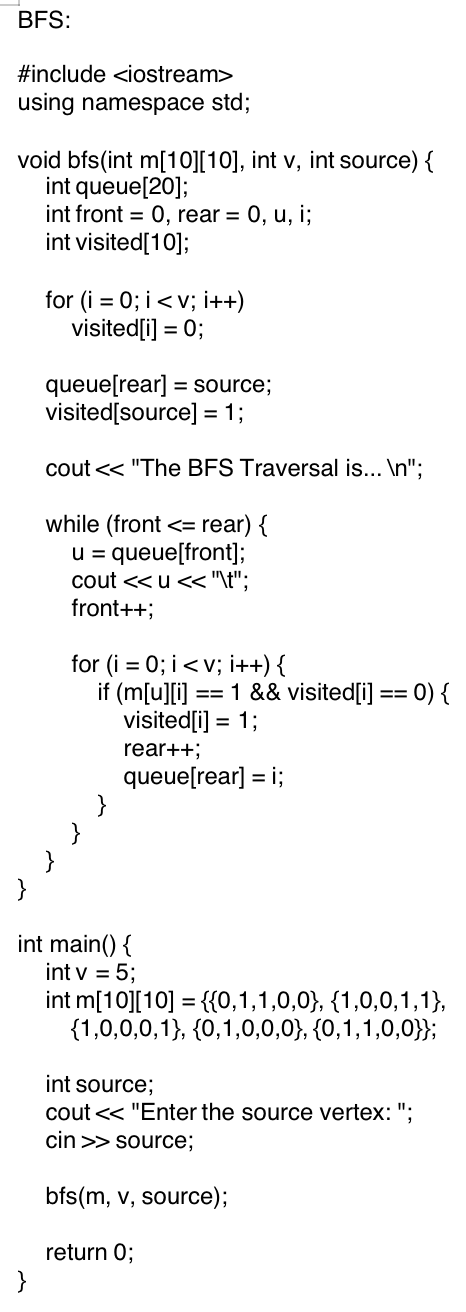 BFS:
#include <iostream>
using namespace std;
void bfs(int m[10][10], int v, int source) {
int queue[20];
int front = 0, rear = 0, u, i;
int visited[10];
for (i = 0; i < v; i++)
visited[i] = 0;
queue[rear] = source;
visited[source] = 1;
cout << "The BFS Traversal is... \n";
while (front <= rear) {
u = queue[front];
cout << u << "\t";
front++;
for (i = 0; i < v; i++) {
if (m[u][i] == 1 && visited[i] == 0) {
visited[i] = 1;
rear++;
queue[rear] = i;
}
}
}
}
int main() {
int v = 5;
int m[10][10] = {{0,1,1,0,0}, {1,0,0,1,1},
{1,0,0,0,1}, {0,1,0,0,0}, {0,1,1,0,0}};
int source;
cout << "Enter the source vertex: ";
cin >> source;
bfs(m, v, source);
return 0;
}